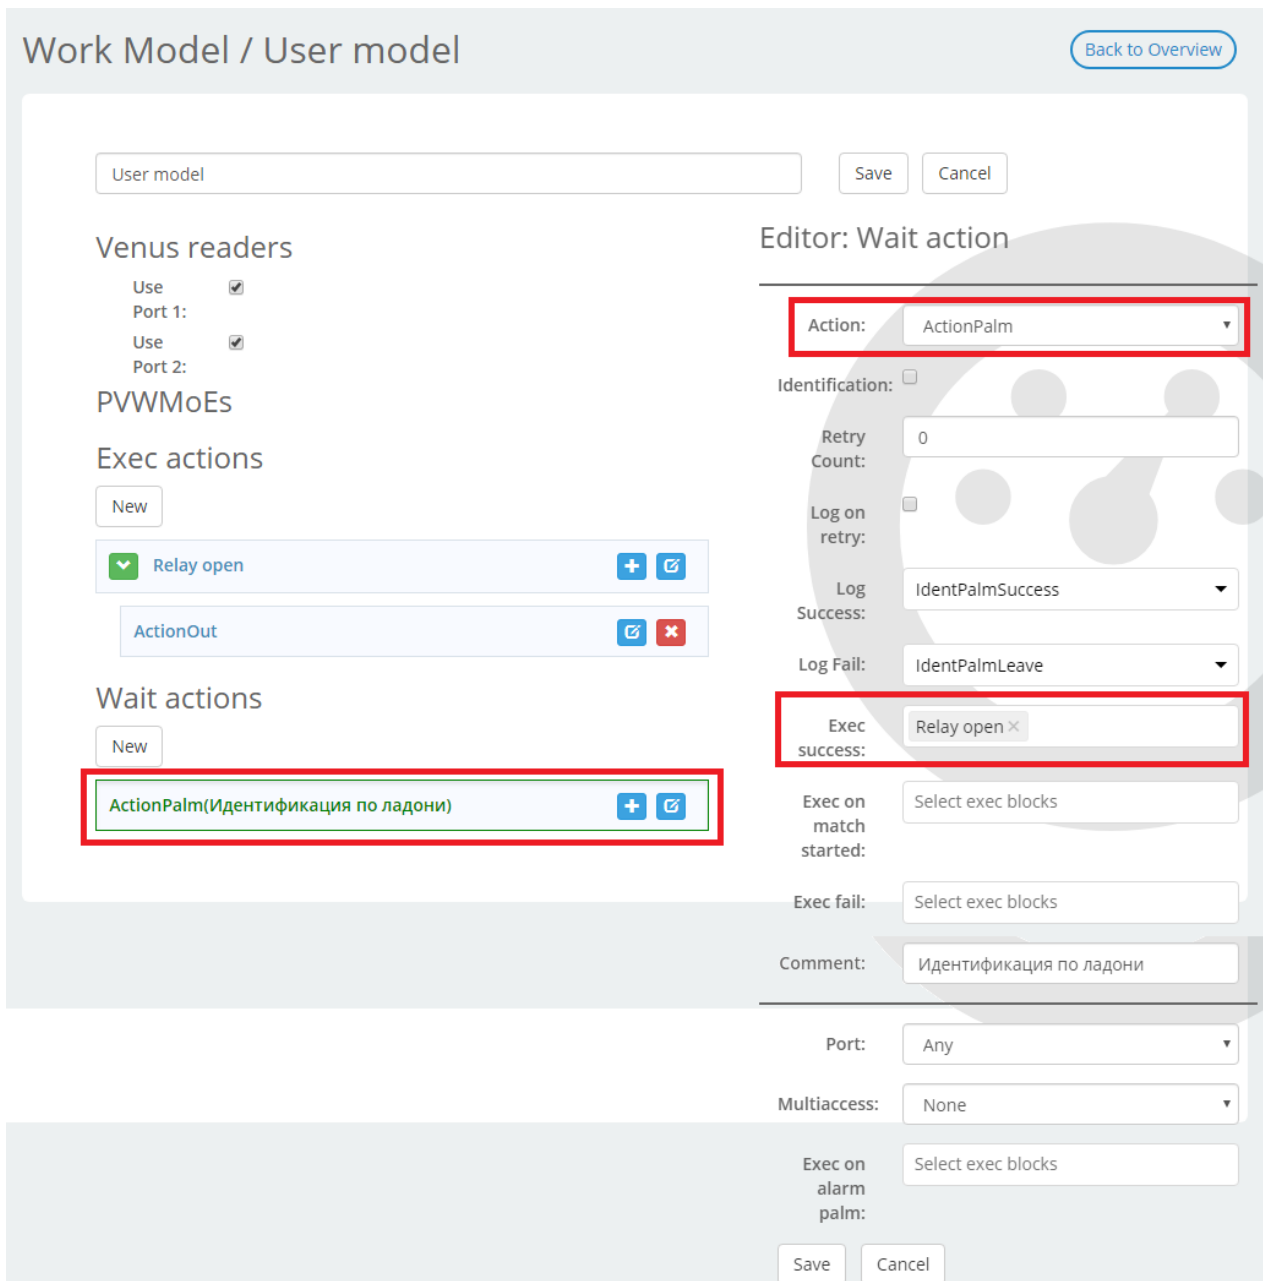 Work Model / User model
Back to Overview
User model
Save
Cancel
Venus readers
Use
Port 1:
Use
Port 2:
PVWMoEs
Exec actions
New
Relay open
ActionOut
Wait actions
New
ActionPalm(Идентификация по ладони)
Editor: Wait action
Action:
ActionPalm
Identification:
Retry
Count:
0
Log on
retry:
Log
Success:
IdentPalmSuccess
Log Fail:
IdentPalmLeave
Exec
success:
Relay open ×
Exec on
match
started:
Select exec blocks
Exec fail:
Select exec blocks
Comment:
Идентификация по ладони
Port:
Any
Multiaccess:
None
Exec on
alarm
palm:
Select exec blocks
Save
Cancel